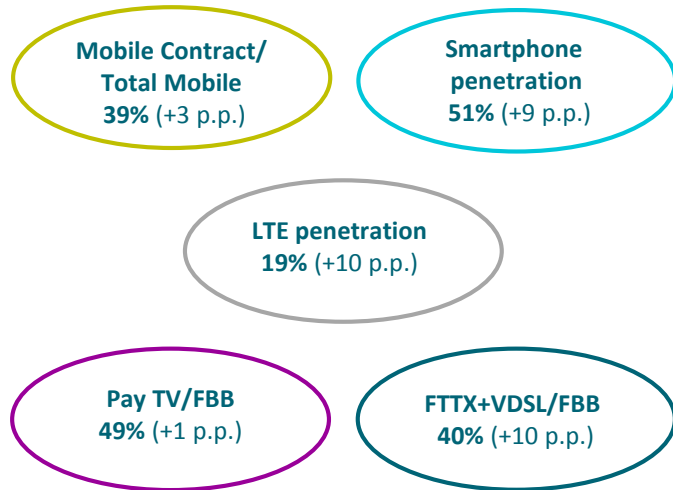 Mobile Contract/
Total Mobile
39% (+3 p.p.)
Smartphone
penetration
51% (+9 p.p.)
LTE penetration
19% (+10 p.p.)
Pay TV/FBB
49% (+1 p.p.)
FTTX+VDSL/FBB
40% (+10 p.p.)